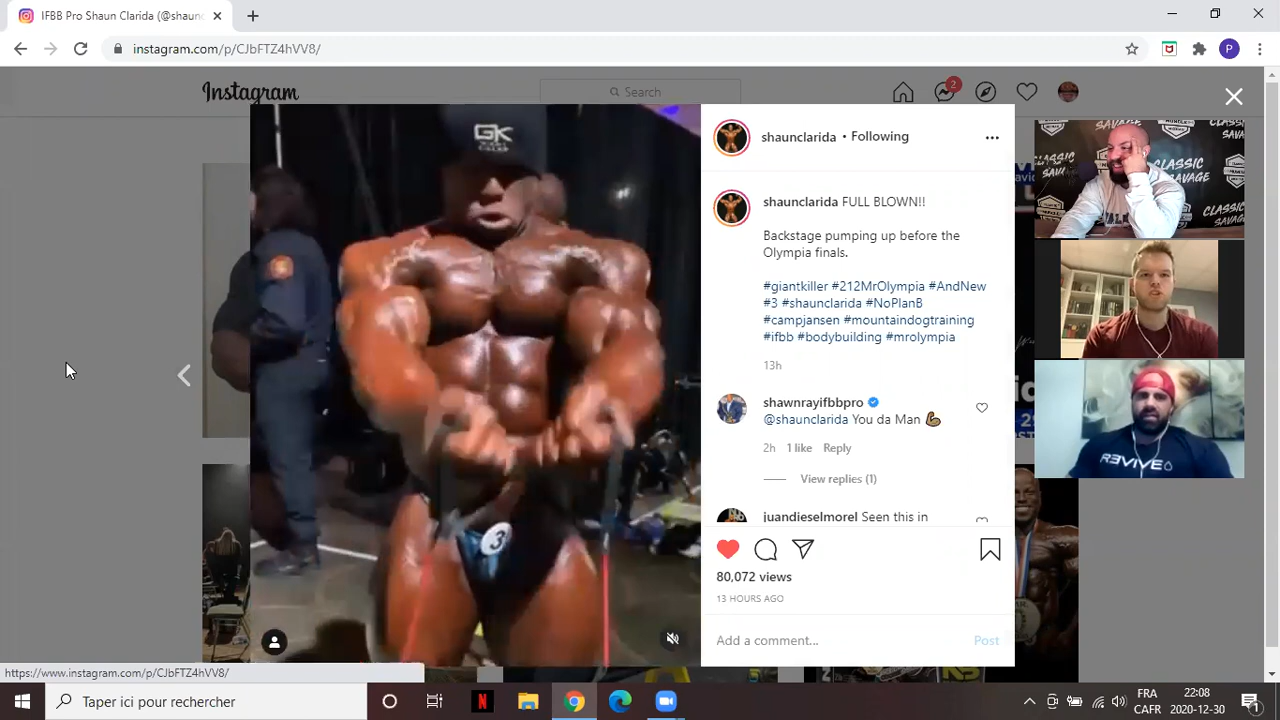 IFBB Pro Shaun Clarida (@shaun
instagram.com/p/CJbFTZ4hVV8/
P
Instagram
Search
2
GK
3
shaunclarida • Following
shaunclarida FULL BLOWN!!
Backstage pumping up before the
Olympia finals.
#giantkiller #212MrOlympia #AndNew
#3 #shaunclarida #NoPlanB
#campjansen #mountaindogtraining
#ifbb #bodybuilding #mrolympia
13h
shawnrayifbbpro
@shaunclarida You da Man
2h 1 like Reply
View replies (1)
juandieselmorel Seen this in
80,072 views
13 HOURS AGO
Add a comment... Post
CLASSIC
SAVAGE
CLASSIC
REVIVE
https://www.instagram.com/p/CJbFTZ4hVV8/
Taper ici pour rechercher
FRA
CAFR
22:08
2020-12-30
1